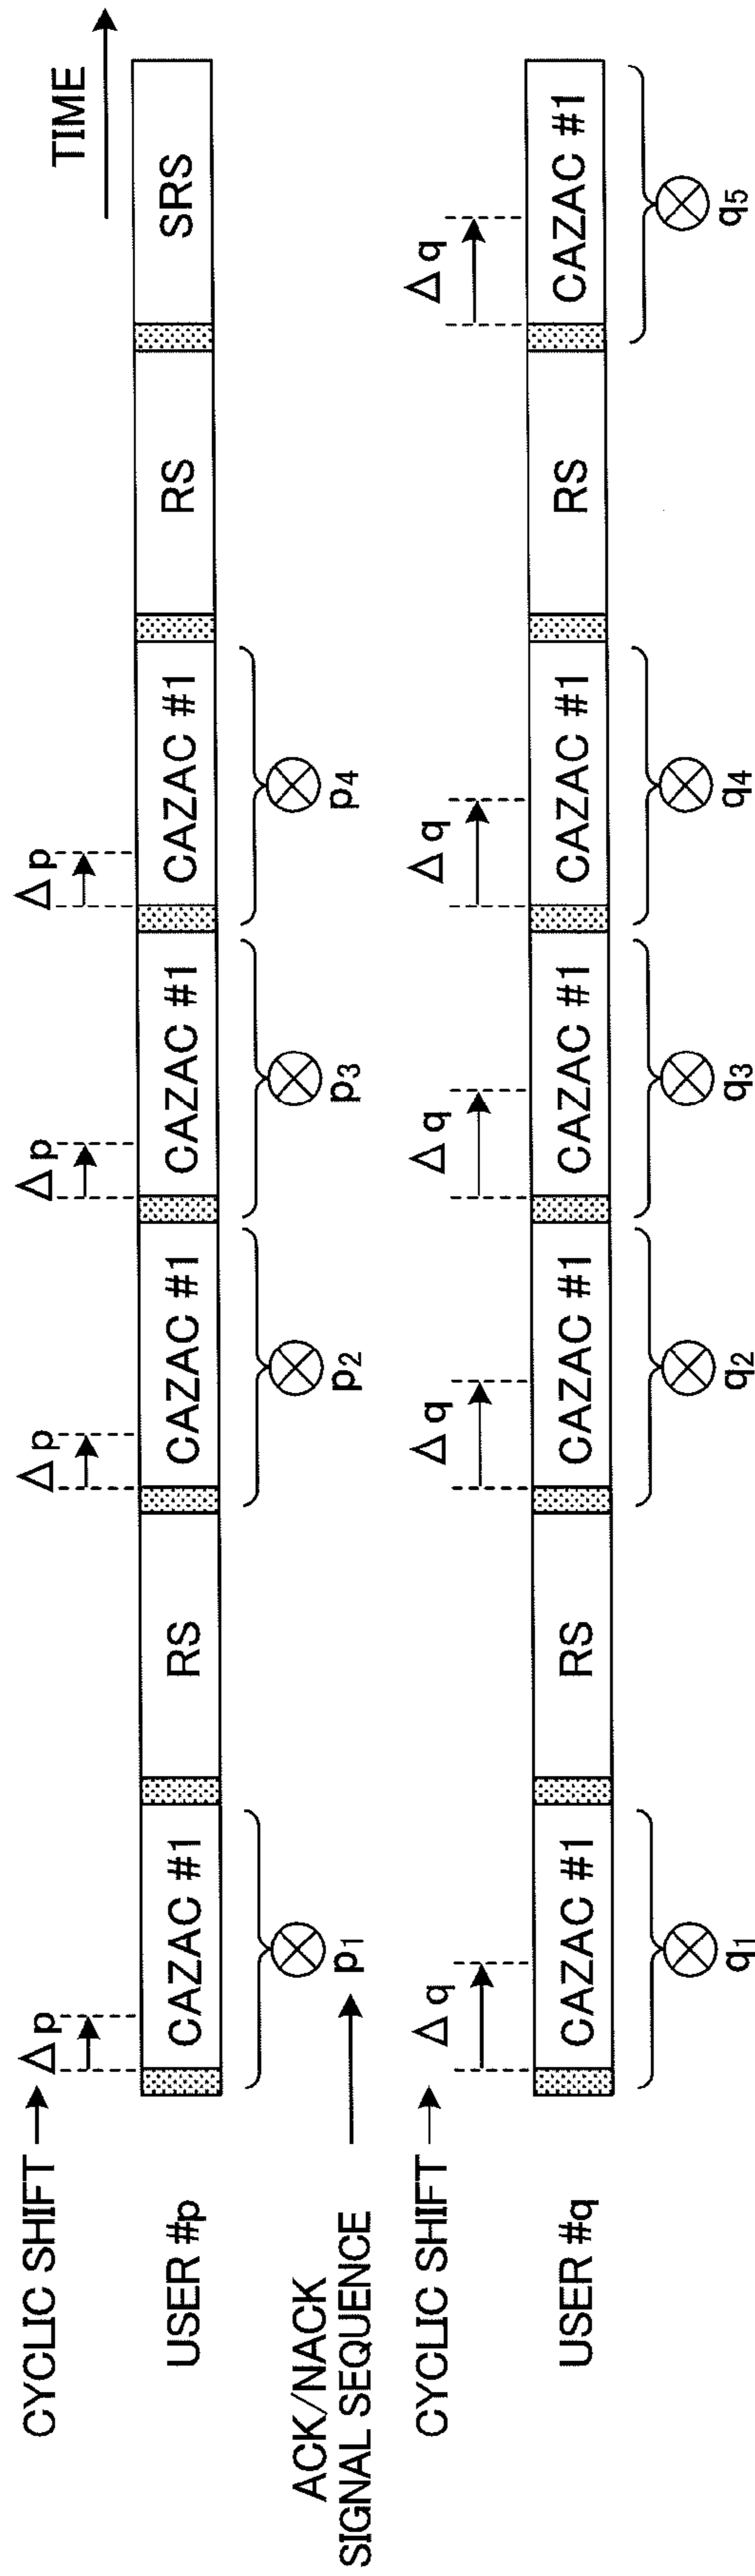 TIME
CYCLIC SHIFT
Δp
Δp
Δp
Δp
USER #p
CAZAC #1
RS
CAZAC #1
CAZAC #1
CAZAC #1
RS
SRS
ACK/NACK
SIGNAL SEQUENCE
p1
p2
p3
p4
CYCLIC SHIFT
Δq
Δq
Δq
Δq
Δq
USER #q
CAZAC #1
RS
CAZAC #1
CAZAC #1
CAZAC #1
RS
CAZAC #1
q1
q2
q3
q4
q5